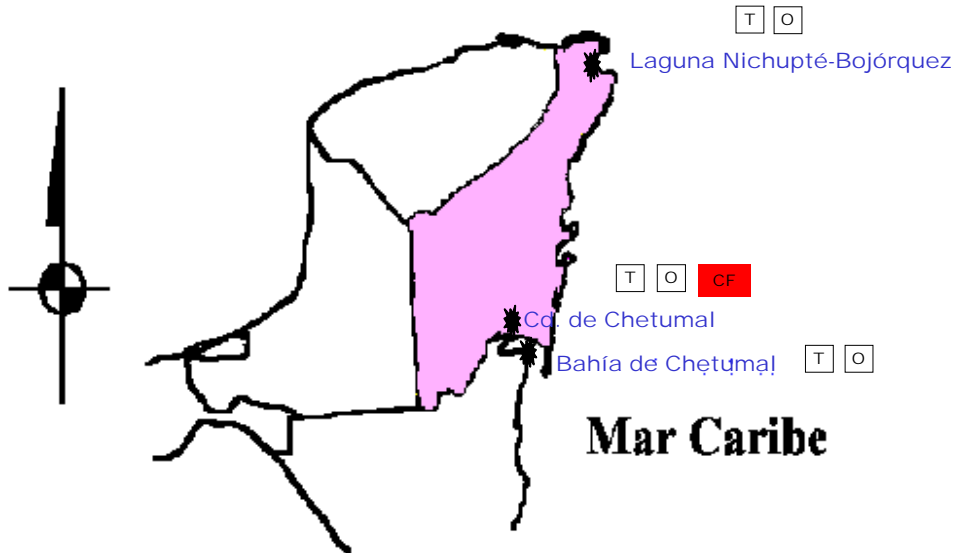 T O
Laguna Nichupté-Bojórquez
T O CF
Cd. de Chetumal
Bahía de Chetumal T O
Mar Caribe